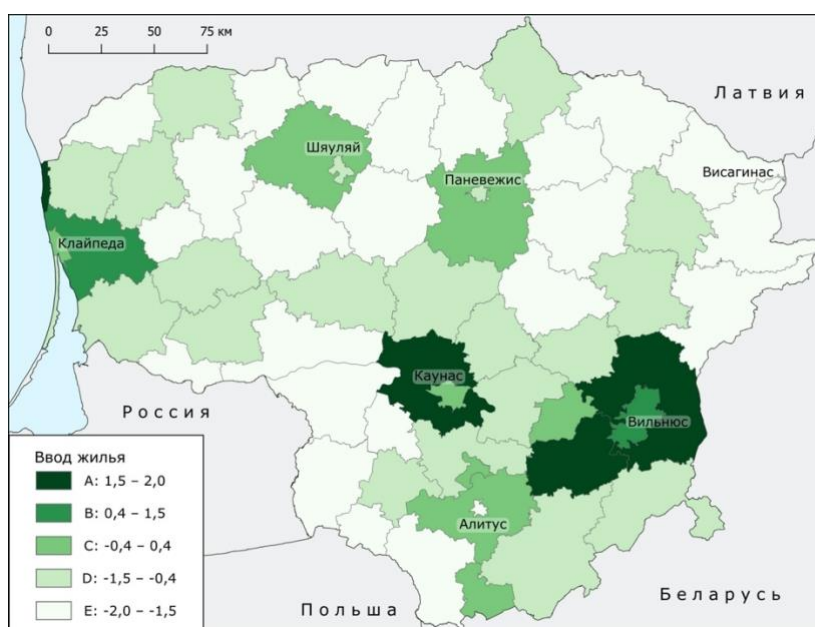 0 25 50 75 км
Латвия
Шяуляй
Паневежис
Висагинас
Клайпеда
Каунас
Россия
Вильнюс
Ввод жилья
A: 1,5 – 2,0
B: 0,4 – 1,5
C: -0,4 – 0,4
D: -1,5 – -0,4
E: -2,0 – -1,5
Алитус
Беларусь
Польша